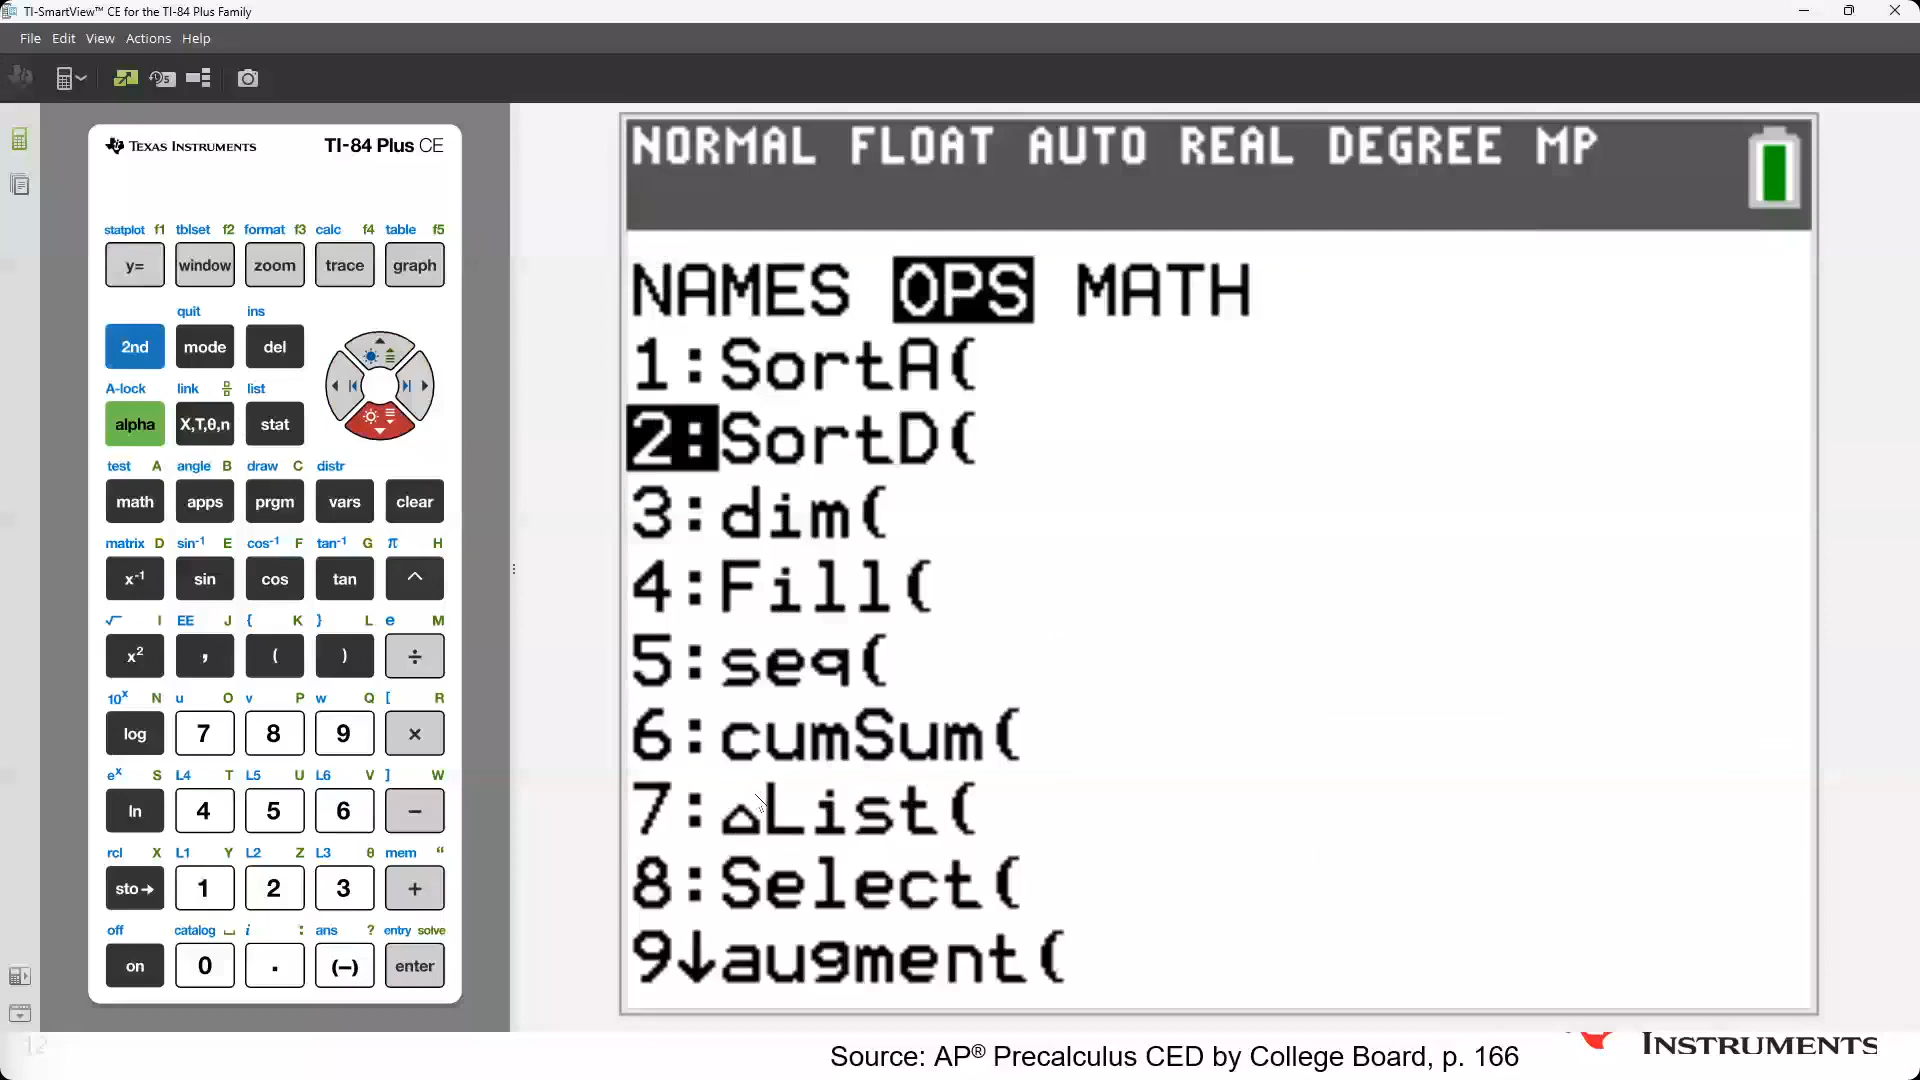 TI-SmartView™ CE for the TI-84 Plus Family
File Edit View Actions Help
TEXAS INSTRUMENTS TI-84 Plus CE
statplot f1 tblset f2 format f3 calc f4 table f5
y= window zoom trace graph
quit ins
2nd mode del
A-lock link list
alpha X,T,θ,n stat
test A angle B draw C distr
math apps prgm vars clear
matrix D sin⁻¹ E cos⁻¹ F tan⁻¹ G π H
x⁻¹ sin cos tan ^
√ I EE J { K } L e M
x² , ( ) ÷
10ˣ N u O v P w Q [ R
log 7 8 9 ×
eˣ S L4 T L5 U L6 V ] W
ln 4 5 6 −
rcl X L1 Y L2 Z L3 θ mem "
sto→ 1 2 3 +
off catalog ⎵ i : ans ? entry solve
on 0 . (−) enter
NORMAL FLOAT AUTO REAL DEGREE MP
NAMES OPS MATH
1:SortA(
2:SortD(
3:dim(
4:Fill(
5:seq(
6:cumSum(
7:△List(
8:Select(
9↓augment(
12
Source: AP® Precalculus CED by College Board, p. 166
INSTRUMENTS